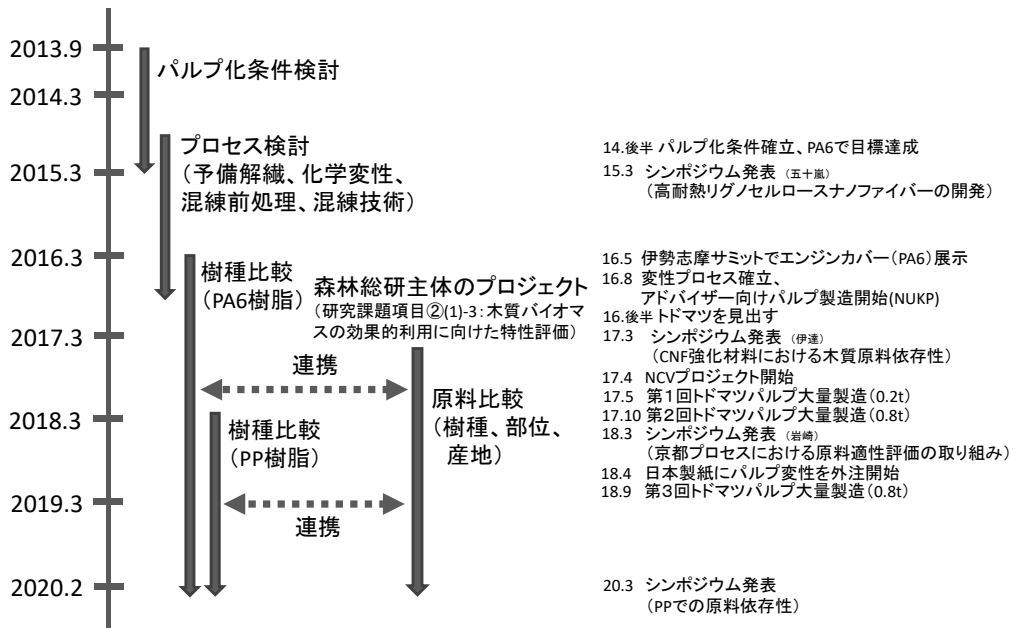 2013.9
2014.3
2015.3
2016.3
2017.3
2018.3
2019.3
2020.2
パルプ化条件検討
プロセス検討
(予備解繊、化学変性、
混練前処理、混練技術)
樹種比較
(PA6樹脂)
森林総研主体のプロジェクト
(研究課題項目②(1)-3:木質バイオマ
スの効果的利用に向けた特性評価)
連携
樹種比較
(PP樹脂)
原料比較
(樹種、部位、
産地)
連携
14.後半 パルプ化条件確立、PA6で目標達成
15.3 シンポジウム発表 (五十嵐)
(高耐熱リグノセルロースナノファイバーの開発)
16.5 伊勢志摩サミットでエンジンカバー(PA6)展示
16.8 変性プロセス確立、
アドバイザー向けパルプ製造開始(NUKP)
16.後半 トドマツを見出す
17.3 シンポジウム発表 (伊達)
(CNF強化材料における木質原料依存性)
17.4 NCVプロジェクト開始
17.5 第1回トドマツパルプ大量製造(0.2t)
17.10 第2回トドマツパルプ大量製造(0.8t)
18.3 シンポジウム発表 (岩崎)
(京都プロセスにおける原料適性評価の取り組み)
18.4 日本製紙にパルプ変性を外注開始
18.9 第3回トドマツパルプ大量製造(0.8t)
20.3 シンポジウム発表
(PPでの原料依存性)